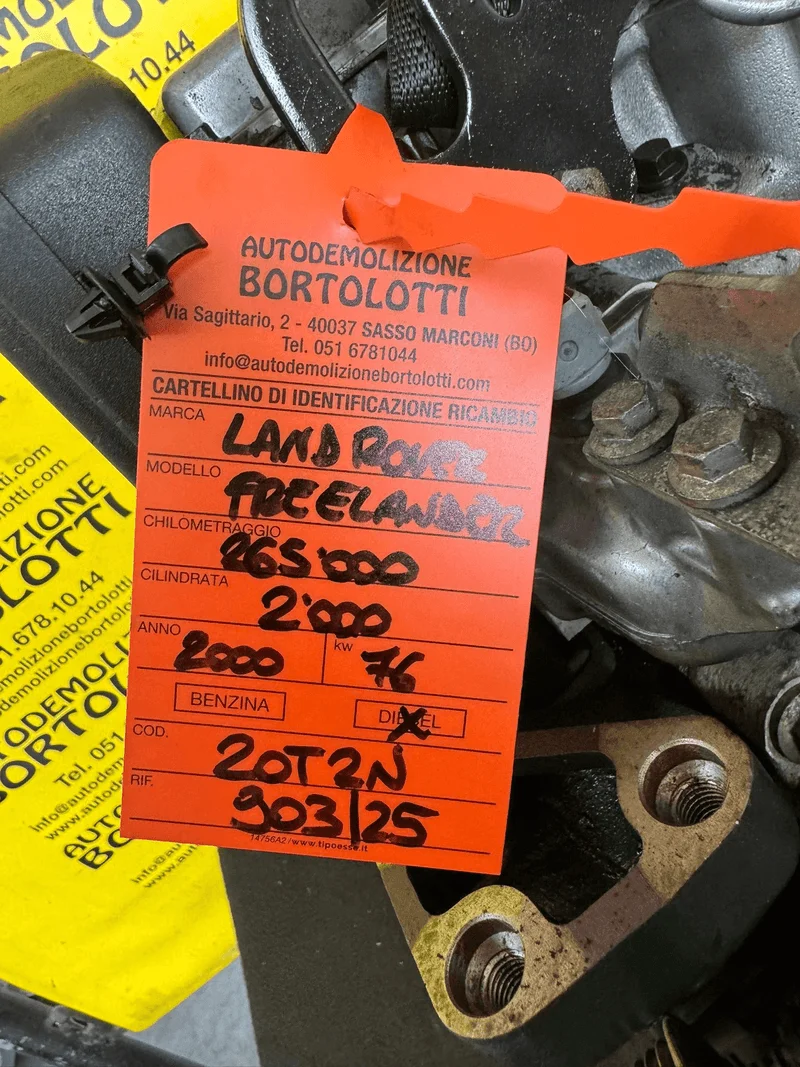 10.44
AUTODEMOLIZIONE
BORTOLOTTI
Via Sagittario, 2 - 40037 SASSO MARCONI (BO)
Tel. 051 6781044
info@autodemolizionebortolotti.com
CARTELLINO DI IDENTIFICAZIONE RICAMBIO
MARCA LAND ROVER
MODELLO FREELANDER
CHILOMETRAGGIO 265'000
CILINDRATA 2'000
ANNO 2000 kw 76
BENZINA DIESEL
COD. 20T2N
RIF. 903/25
14756A2/www.tipoesse.it